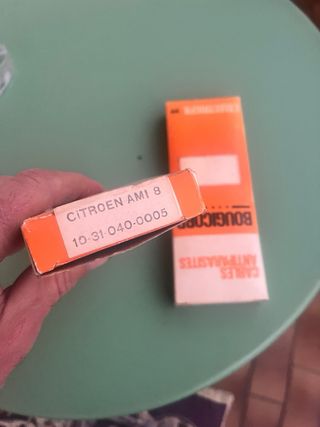 CITROEN AMI 8
10-31-040-0005
BOUGICORD
CABLES
ANTIPARASITES